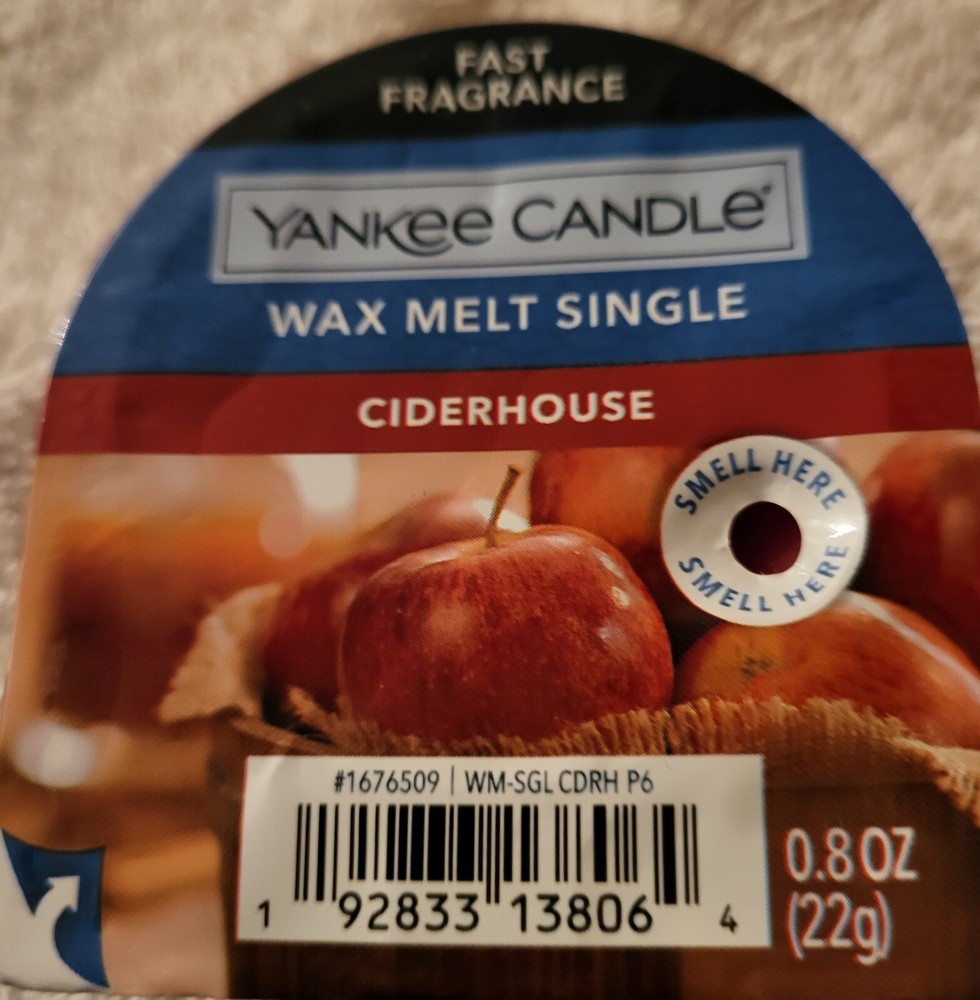 FAST
FRAGRANCE
YANKee CANDLe®
WAX MELT SINGLE
CIDERHOUSE
SMELL HERE
SMELL HERE
#1676509 | WM-SGL CDRH P6
1 92833 13806 4
0.8 OZ
(22g)